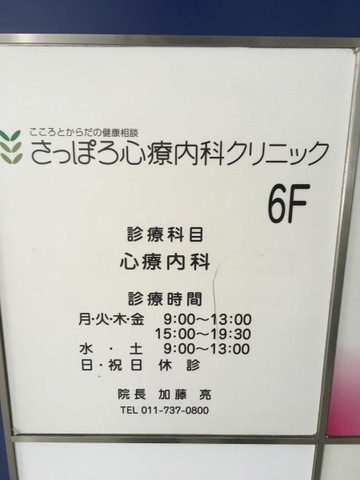 こころとからだの健康相談
さっぽろ心療内科クリニック
6F
診療科目
心療内科
診療時間
月・火・木・金 9:00〜13:00
15:00〜19:30
水・土 9:00〜13:00
日・祝日 休診
院長 加藤 亮
TEL 011-737-0800